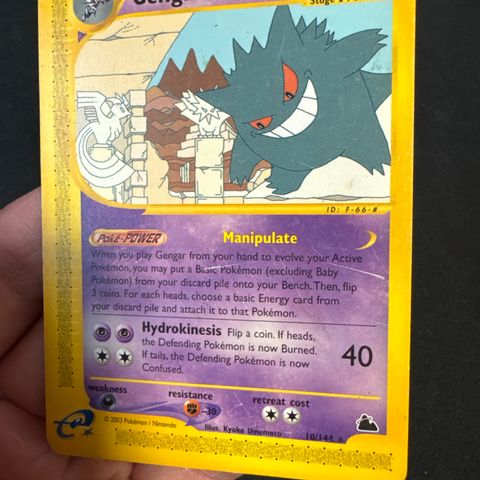 Geng
Stage 2
ID: F-66-#
Poké-POWER Manipulate
When you play Gengar from your hand to evolve your Active
Pokémon, you may put a Basic Pokémon (excluding Baby
Pokémon) from your discard pile onto your Bench. Then, flip
3 coins. For each heads, choose a basic Energy card from
your discard pile and attach it to that Pokémon.
Hydrokinesis Flip a coin. If heads,
the Defending Pokémon is now Burned.
If tails, the Defending Pokémon is now
Confused.
40
weakness
resistance
retreat cost
-30
e
©2003 Pokémon / Nintendo
Illus. Kyoko Umemoto
10/144 ★